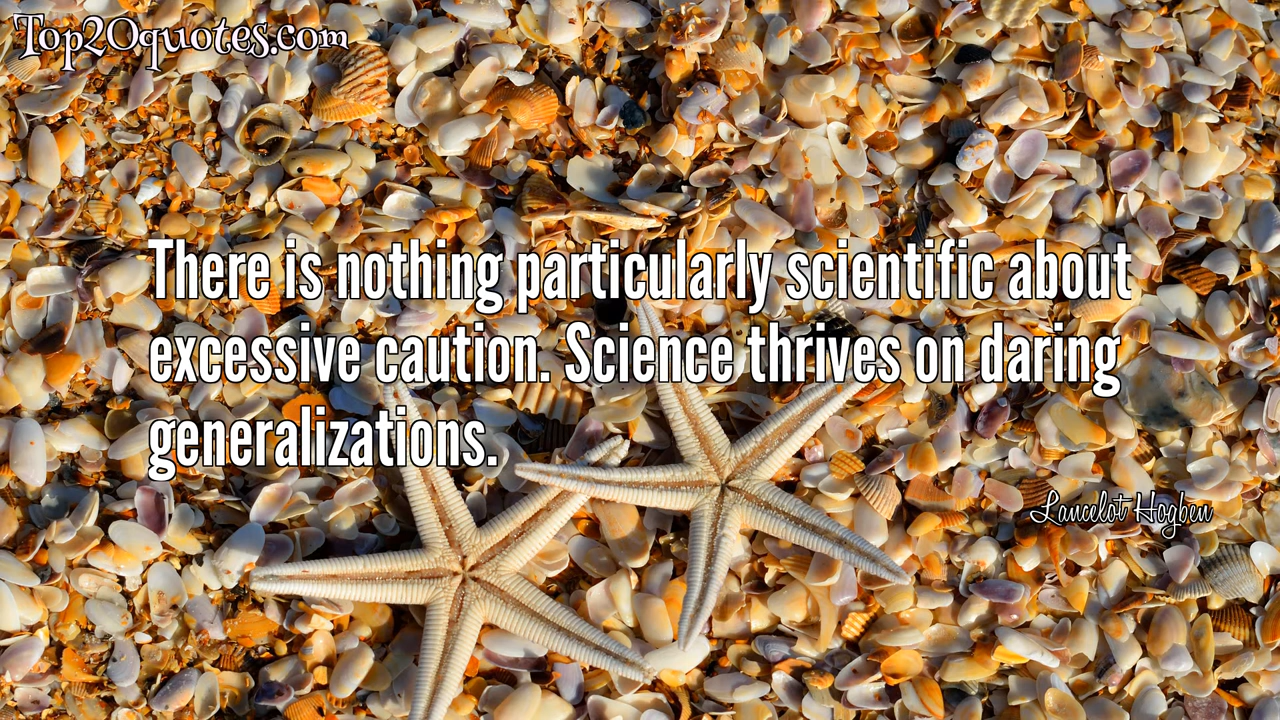 Top20quotes.com
There is nothing particularly scientific about
excessive caution. Science thrives on daring
generalizations.
Lancelot Hogben